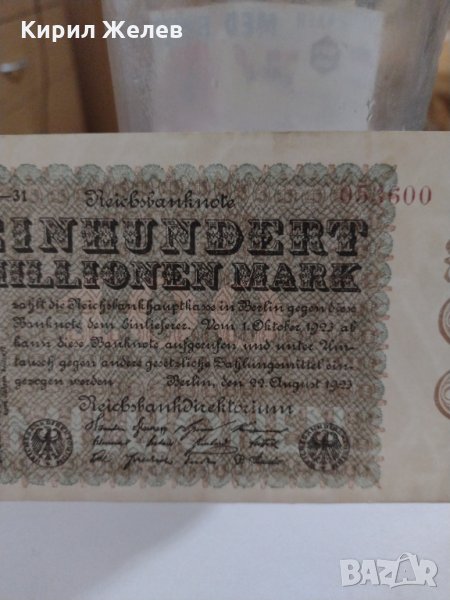 Кирил Желев
-31
Reichsbanknote
053600
EINHUNDERT
MILLIONEN MARK
zahlt die Reichsbankhauptkasse in Berlin gegen diese
Banknote dem Einlieferer. Vom 1. Oktober 1923 ab
kann diese Banknote aufgerufen und unter Um-
tausch gegen andere gesetzliche Zahlungsmittel ein-
gezogen werden
Berlin, den 22. August 1923
Reichsbankdirektorium
BAZAR